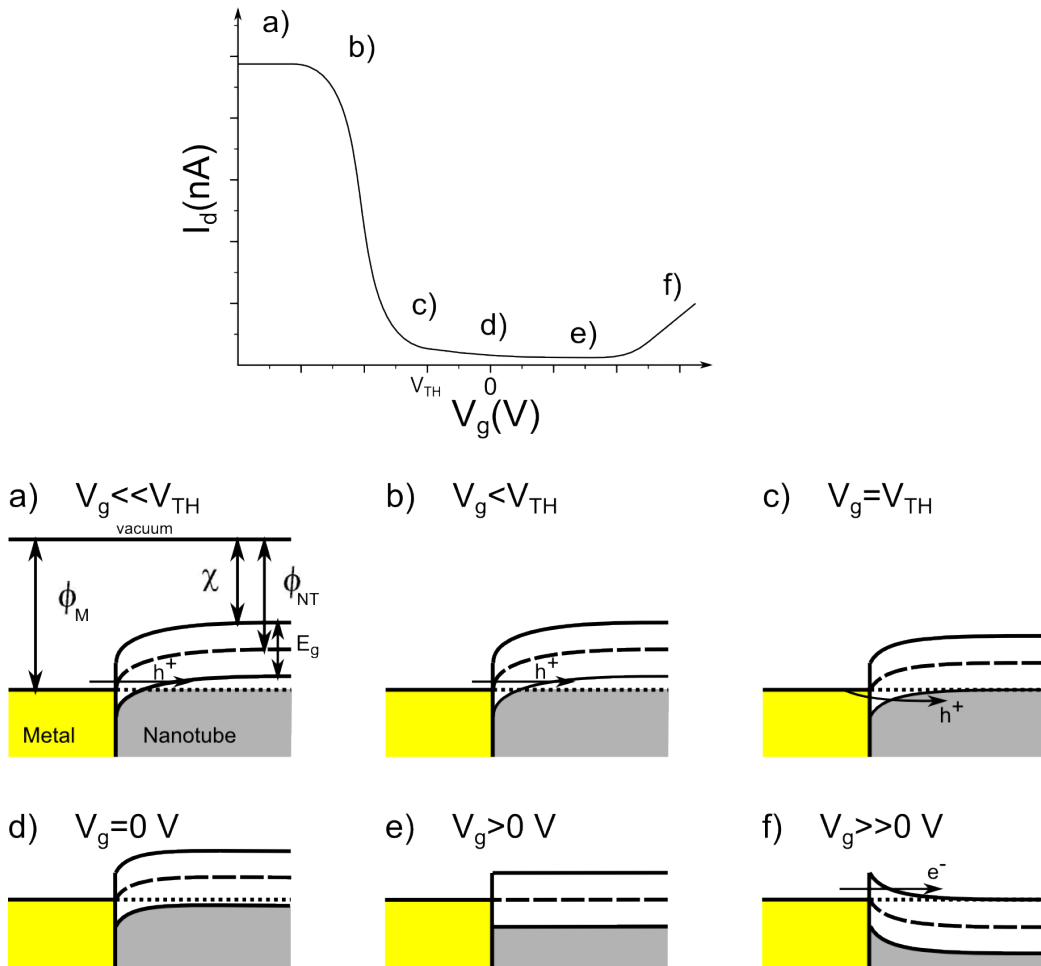 a)
b)
c)
d)
e)
f)
I_d(nA)
V_TH
0
V_g(V)
a) V_g<<V_TH
b) V_g<V_TH
c) V_g=V_TH
vacuum
ϕ_M
χ
ϕ_NT
E_g
h⁺
Metal
Nanotube
h⁺
h⁺
d) V_g=0 V
e) V_g>0 V
f) V_g>>0 V
e⁻